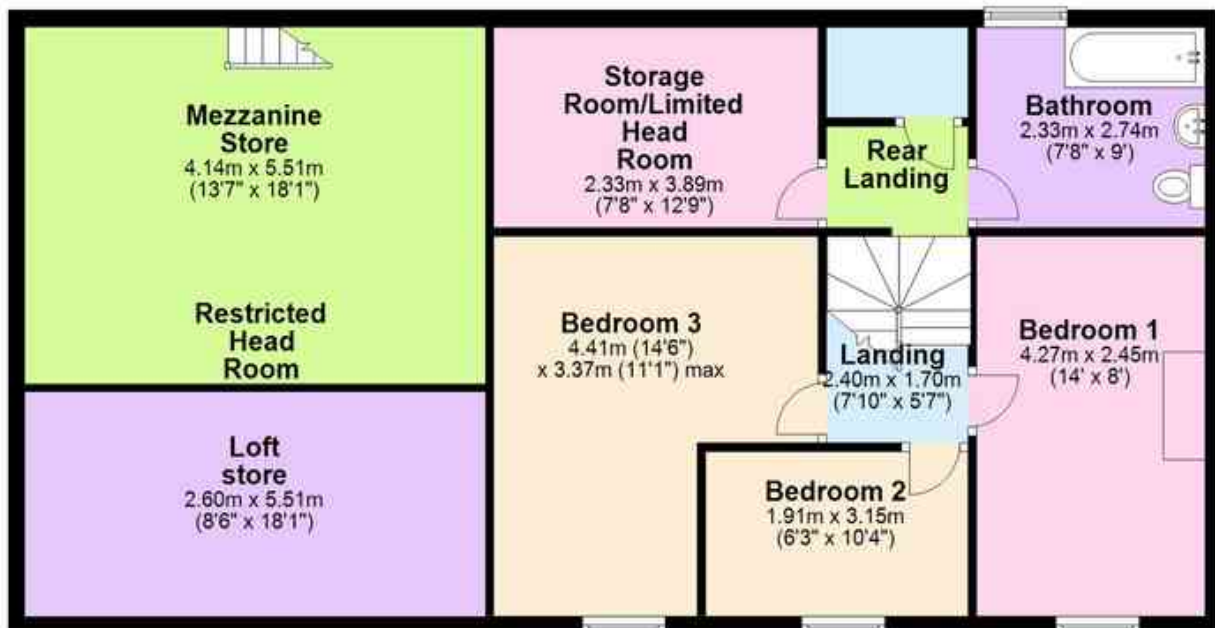 Mezzanine
Store
4.14m x 5.51m
(13'7" x 18'1")
Restricted
Head
Room
Loft
store
2.60m x 5.51m
(8'6" x 18'1")
Storage
Room/Limited
Head
Room
2.33m x 3.89m
(7'8" x 12'9")
Rear
Landing
Bathroom
2.33m x 2.74m
(7'8" x 9')
Bedroom 3
4.41m (14'6")
x 3.37m (11'1") max
Landing
2.40m x 1.70m
(7'10" x 5'7")
Bedroom 1
4.27m x 2.45m
(14' x 8')
Bedroom 2
1.91m x 3.15m
(6'3" x 10'4")